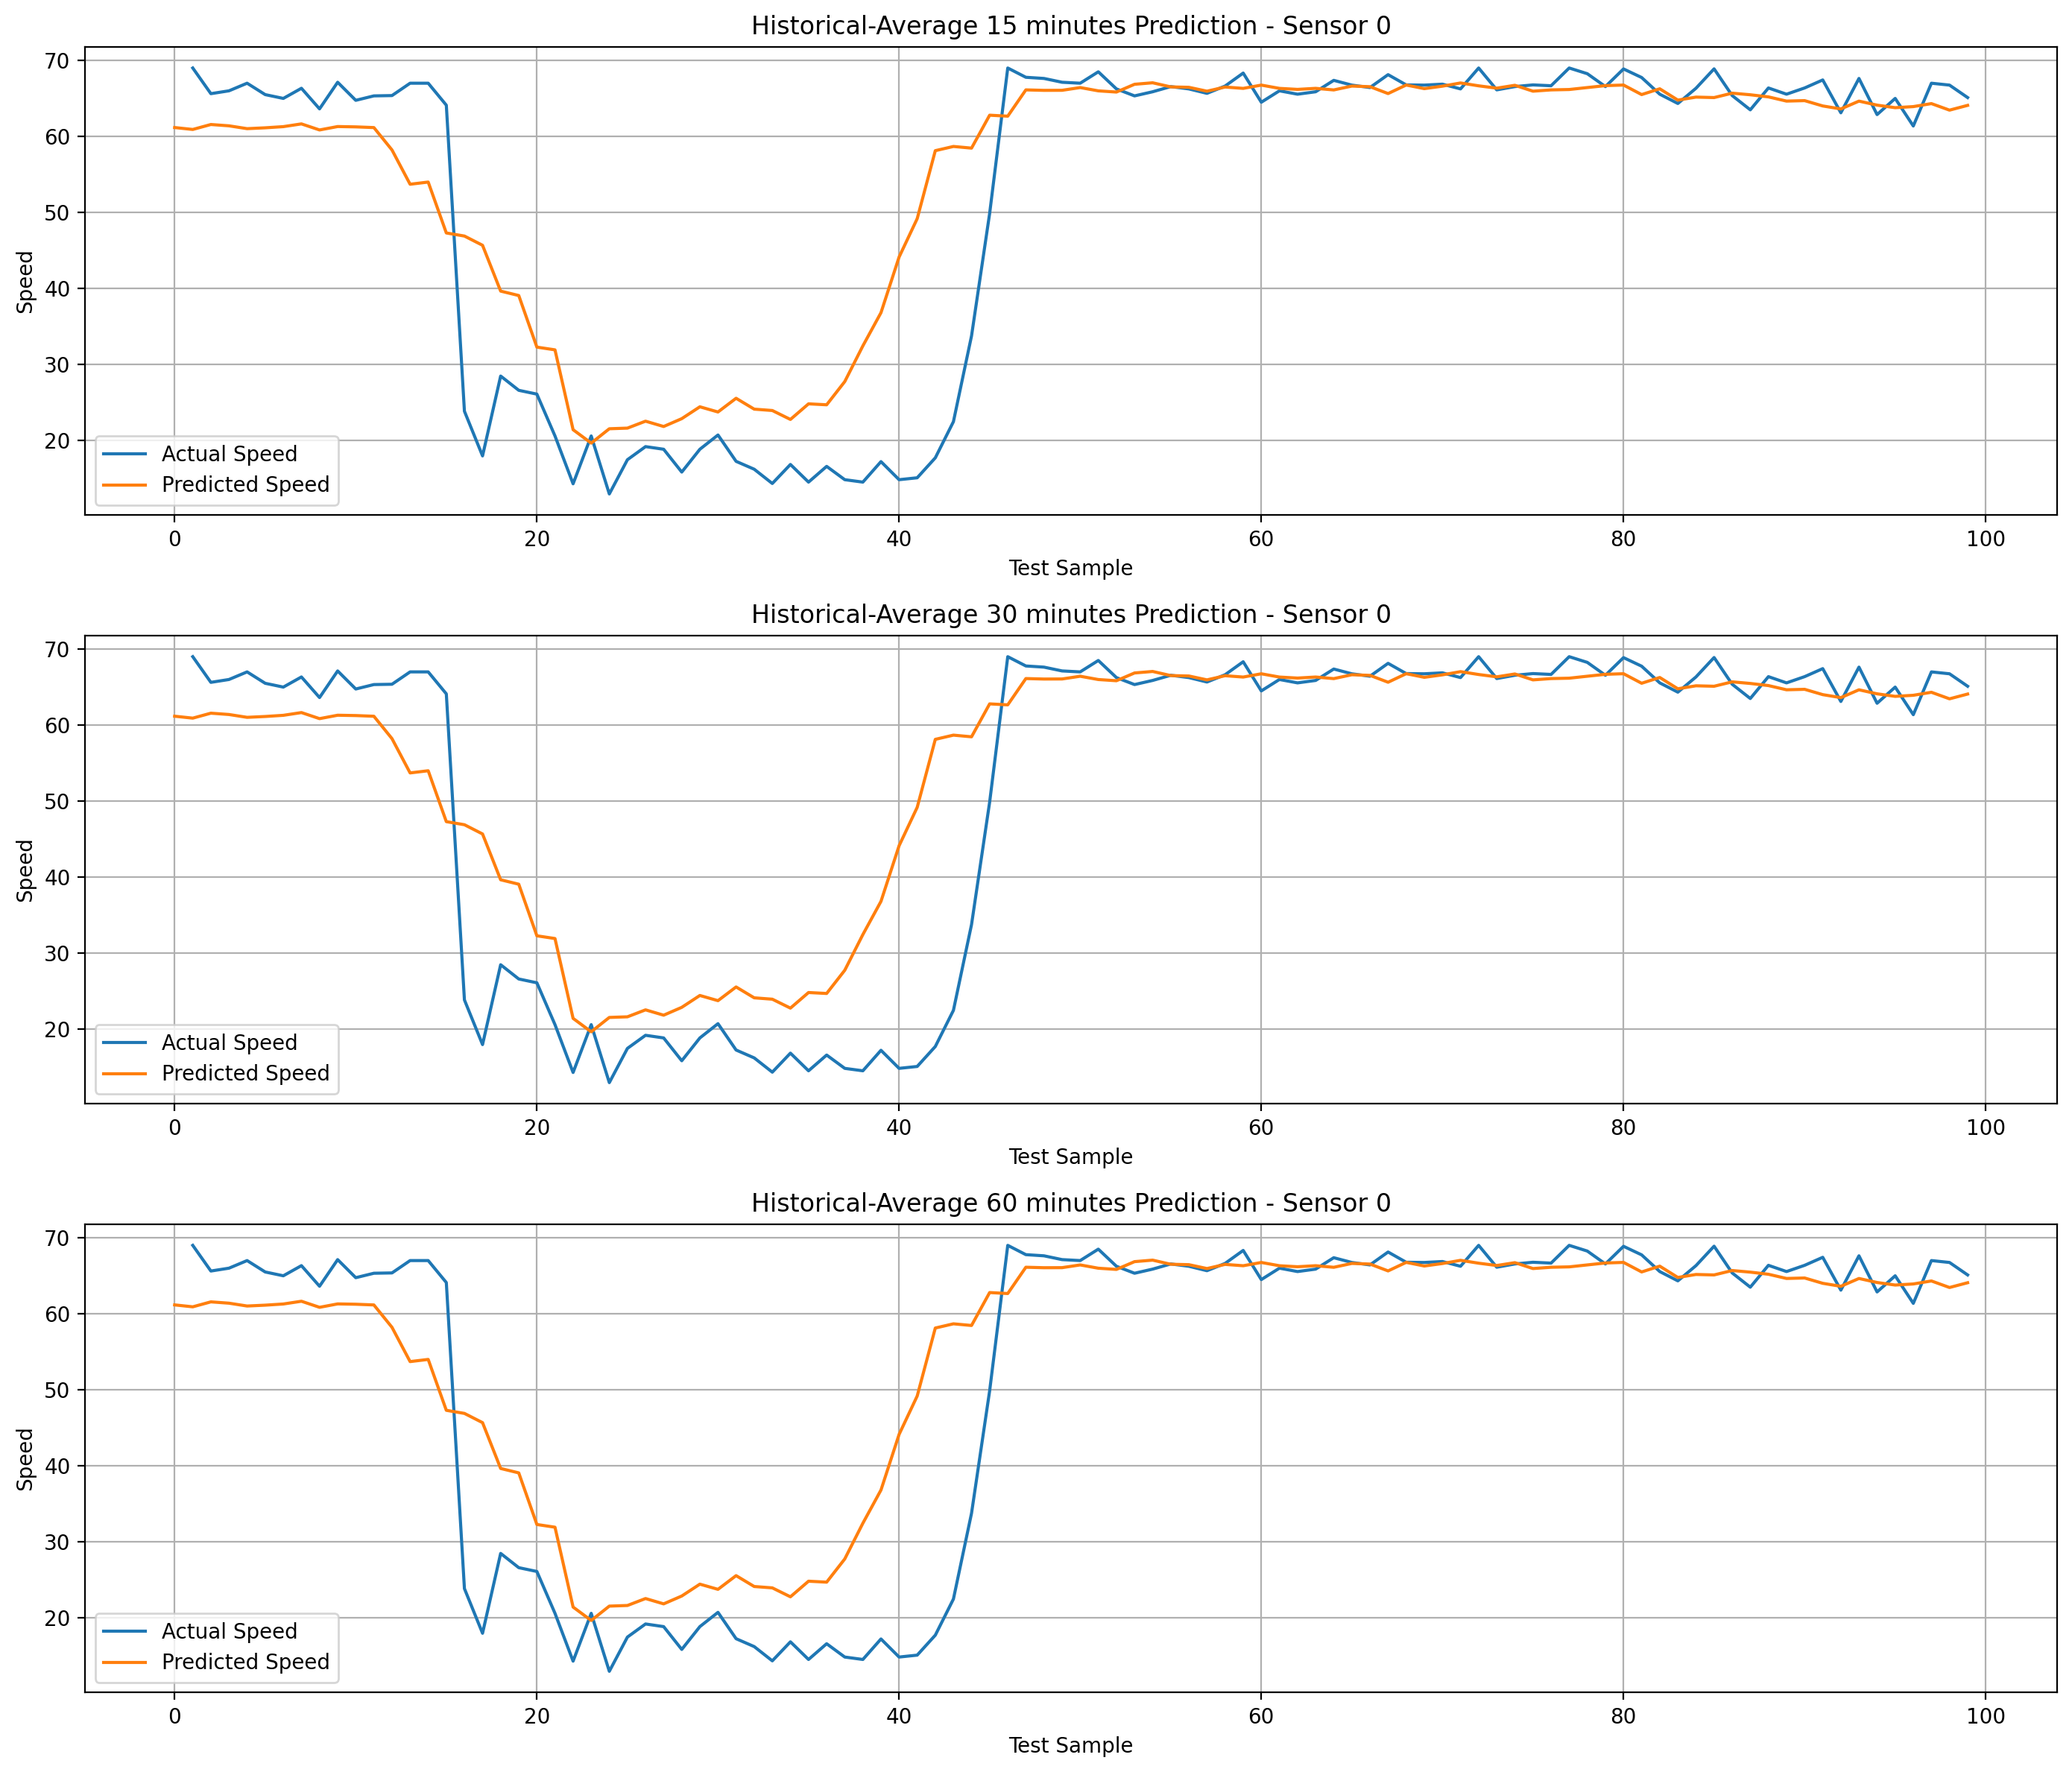 Historical-Average 15 minutes Prediction - Sensor 0
70
60
50
40
30
20
Speed
Actual Speed
Predicted Speed
0 20 40 60 80 100
Test Sample
Historical-Average 30 minutes Prediction - Sensor 0
70
60
50
40
30
20
Speed
Actual Speed
Predicted Speed
0 20 40 60 80 100
Test Sample
Historical-Average 60 minutes Prediction - Sensor 0
70
60
50
40
30
20
Speed
Actual Speed
Predicted Speed
0 20 40 60 80 100
Test Sample